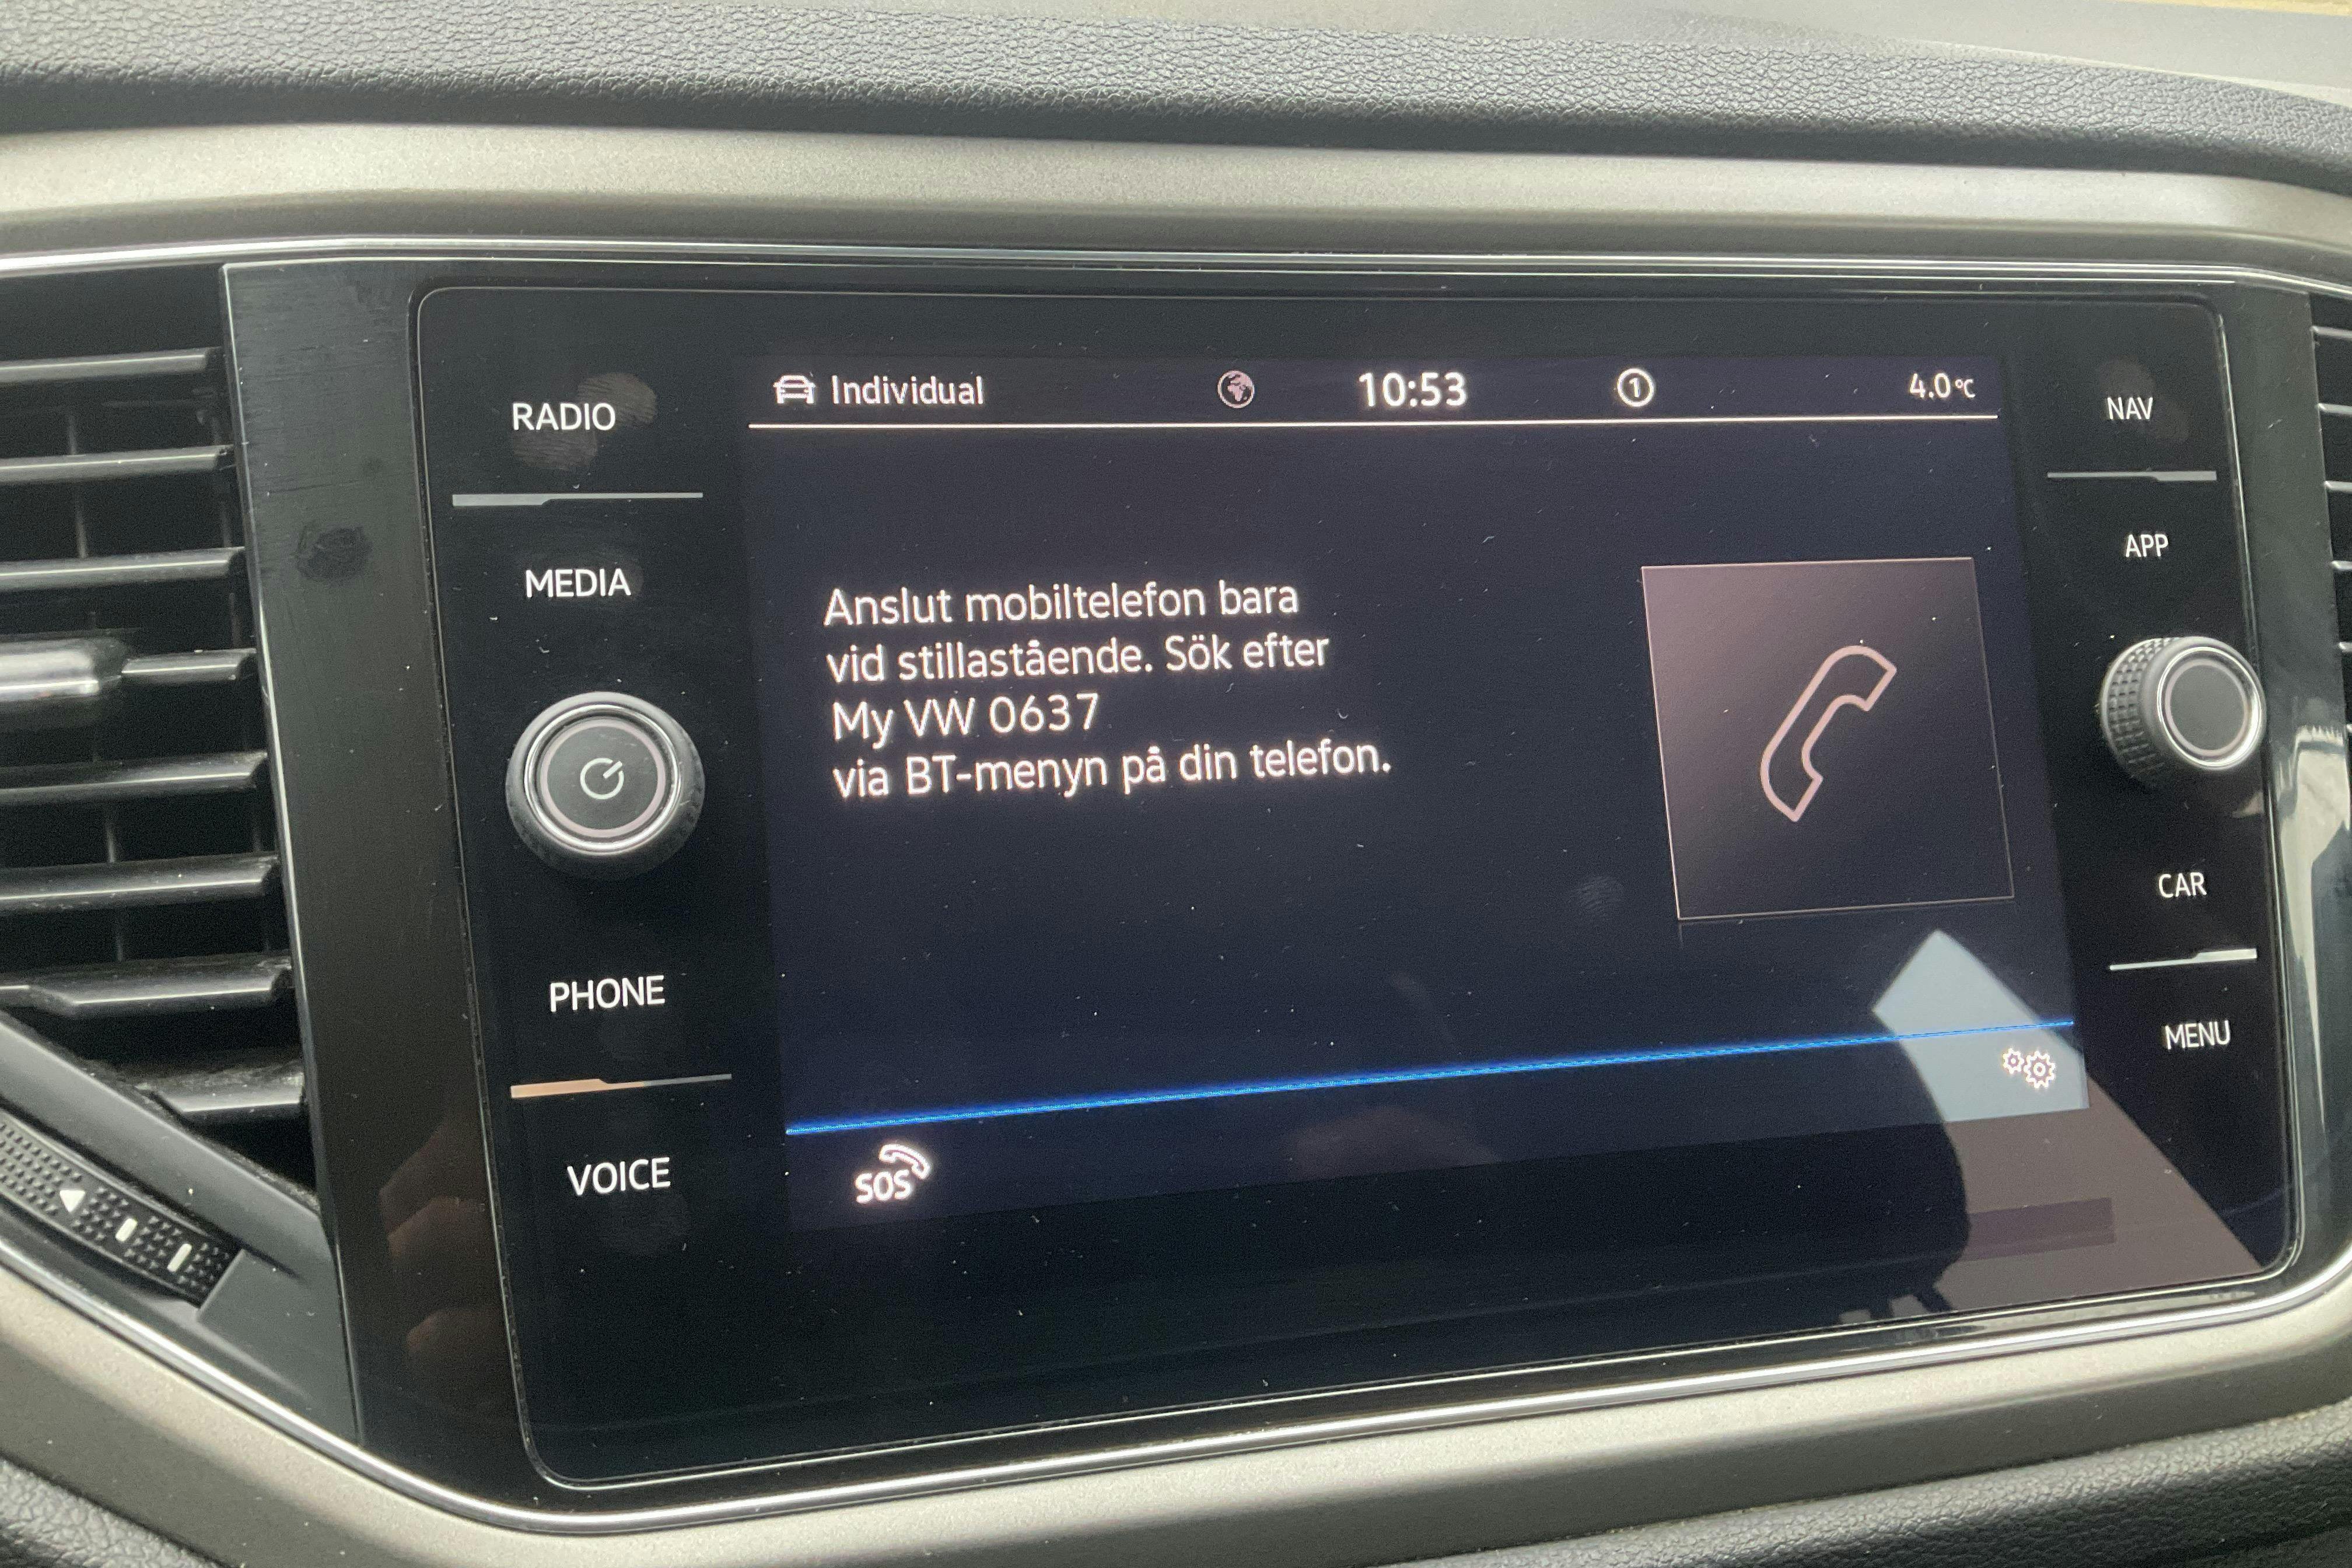 Individual 10:53 1 4.0°C
RADIO
MEDIA
PHONE
VOICE
Anslut mobiltelefon bara
vid stillastående. Sök efter
My VW 0637
via BT-menyn på din telefon.
SOS
NAV
APP
CAR
MENU